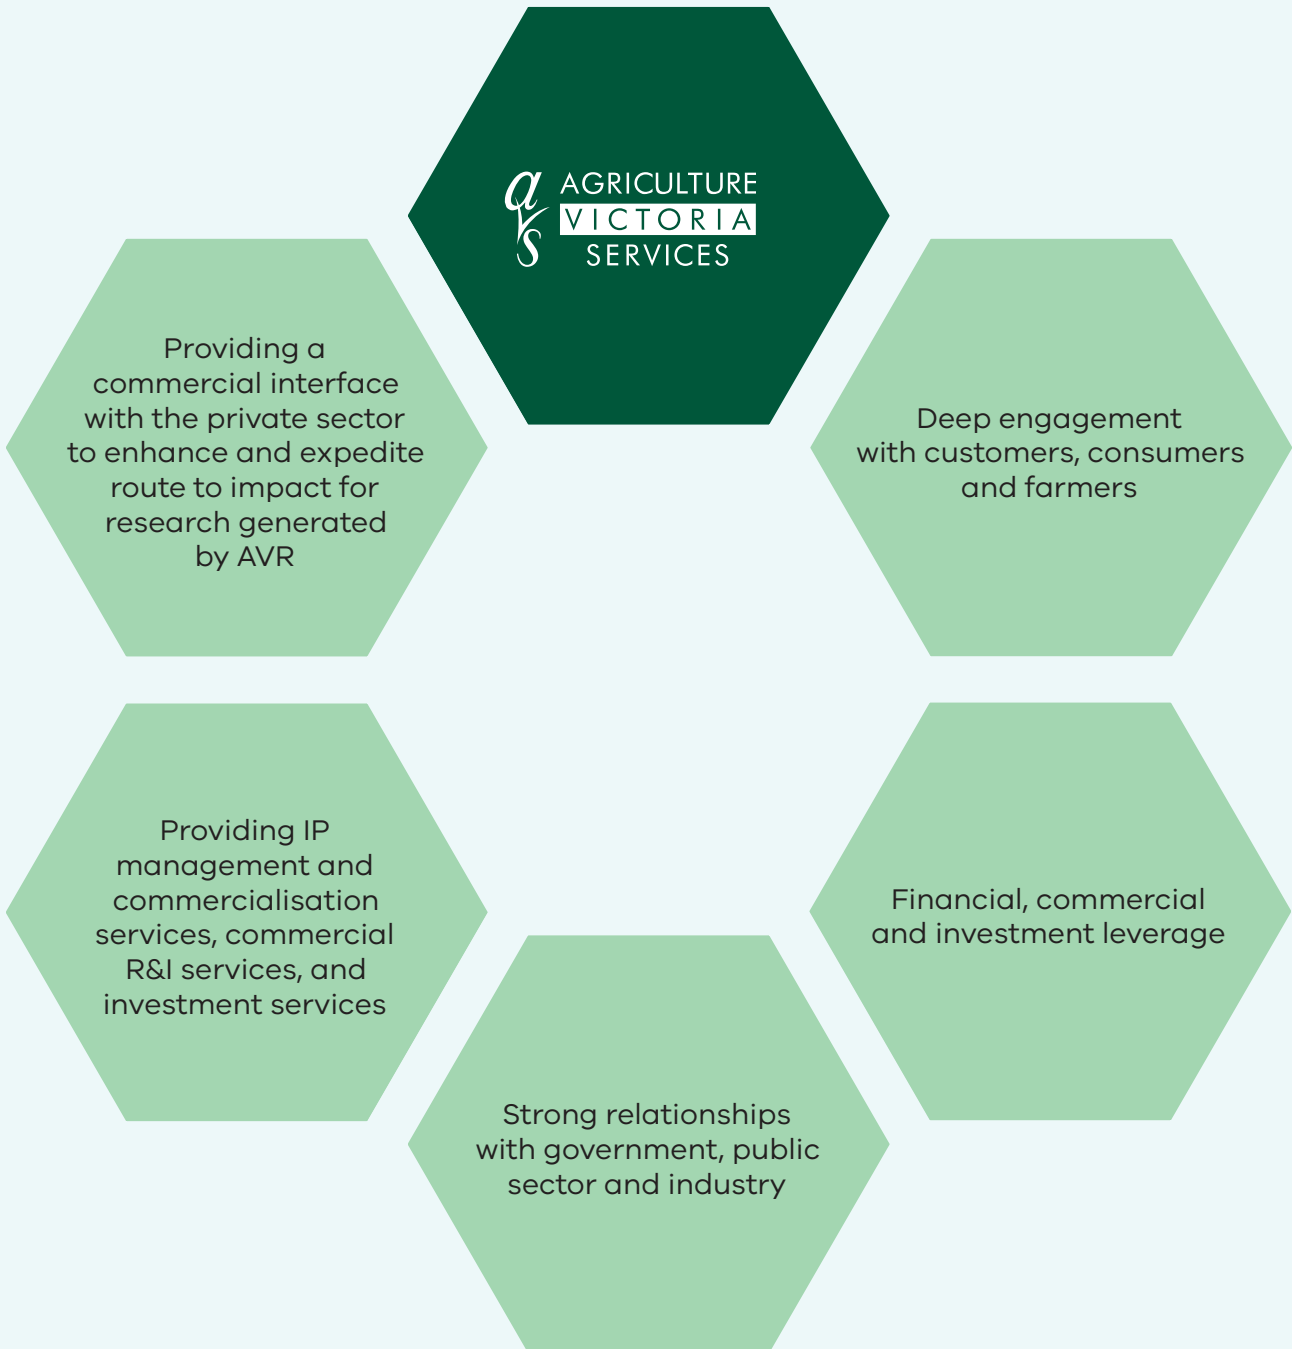 avs
AGRICULTURE
VICTORIA
SERVICES
Providing a
commercial interface
with the private sector
to enhance and expedite
route to impact for
research generated
by AVR
Deep engagement
with customers, consumers
and farmers
Providing IP
management and
commercialisation
services, commercial
R&I services, and
investment services
Financial, commercial
and investment leverage
Strong relationships
with government, public
sector and industry